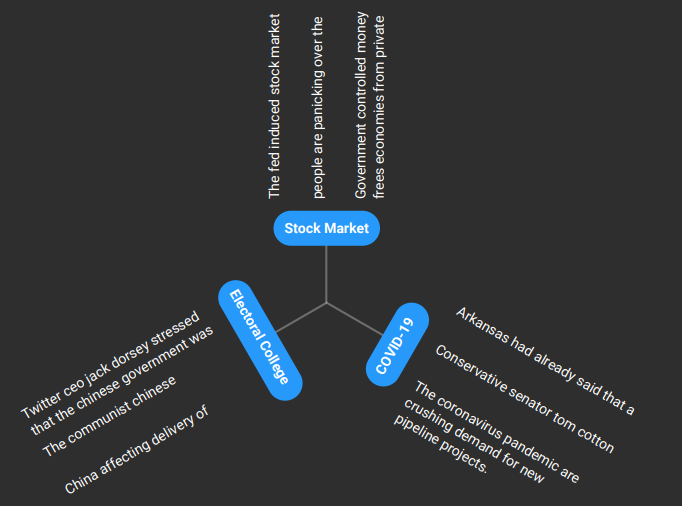 The fed induced stock market
people are panicking over the
Government controlled money
frees economies from private
Stock Market
Electoral College
Twitter ceo jack dorsey stressed
that the chinese government was
The communist chinese
China affecting delivery of
COVID-19
Arkansas had already said that a
Conservative senator tom cotton
The coronavirus pandemic are
crushing demand for new
pipeline projects.